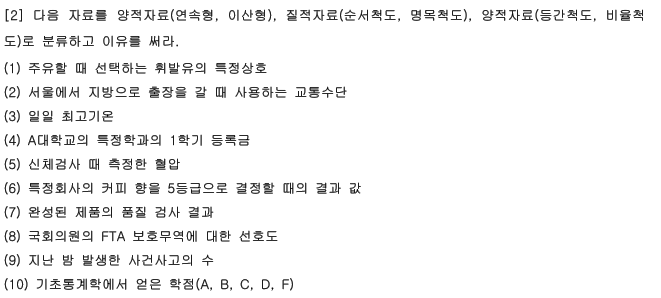 [2] 다음 자료를 양적자료(연속형, 이산형), 질적자료(순서척도, 명목척도), 양적자료(등간척도, 비율척
도)로 분류하고 이유를 써라.
(1) 주유할 때 선택하는 휘발유의 특정상호
(2) 서울에서 지방으로 출장을 갈 때 사용하는 교통수단
(3) 일일 최고기온
(4) A대학교의 특정학과의 1학기 등록금
(5) 신체검사 때 측정한 혈압
(6) 특정회사의 커피 향을 5등급으로 결정할 때의 결과 값
(7) 완성된 제품의 품질 검사 결과
(8) 국회의원의 FTA 보호무역에 대한 선호도
(9) 지난 밤 발생한 사건사고의 수
(10) 기초통계학에서 얻은 학점(A, B, C, D, F)